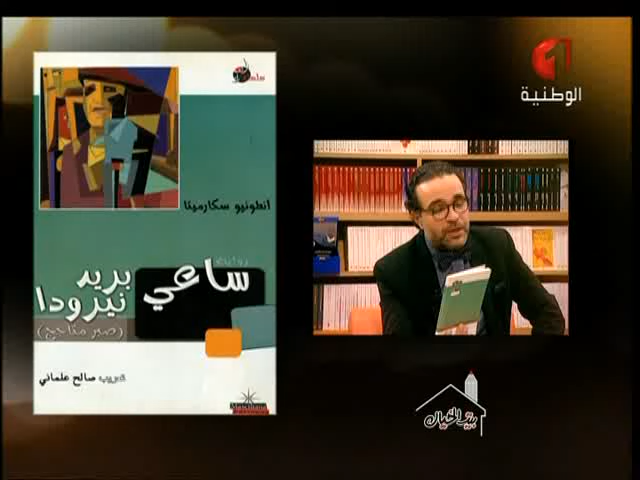 الوطنية
انطونيو سكارميتا
رواية
ساعي
بريد
نيرودا
(صبر متأجج)
تعريب صالح علماني
بيت الخيال